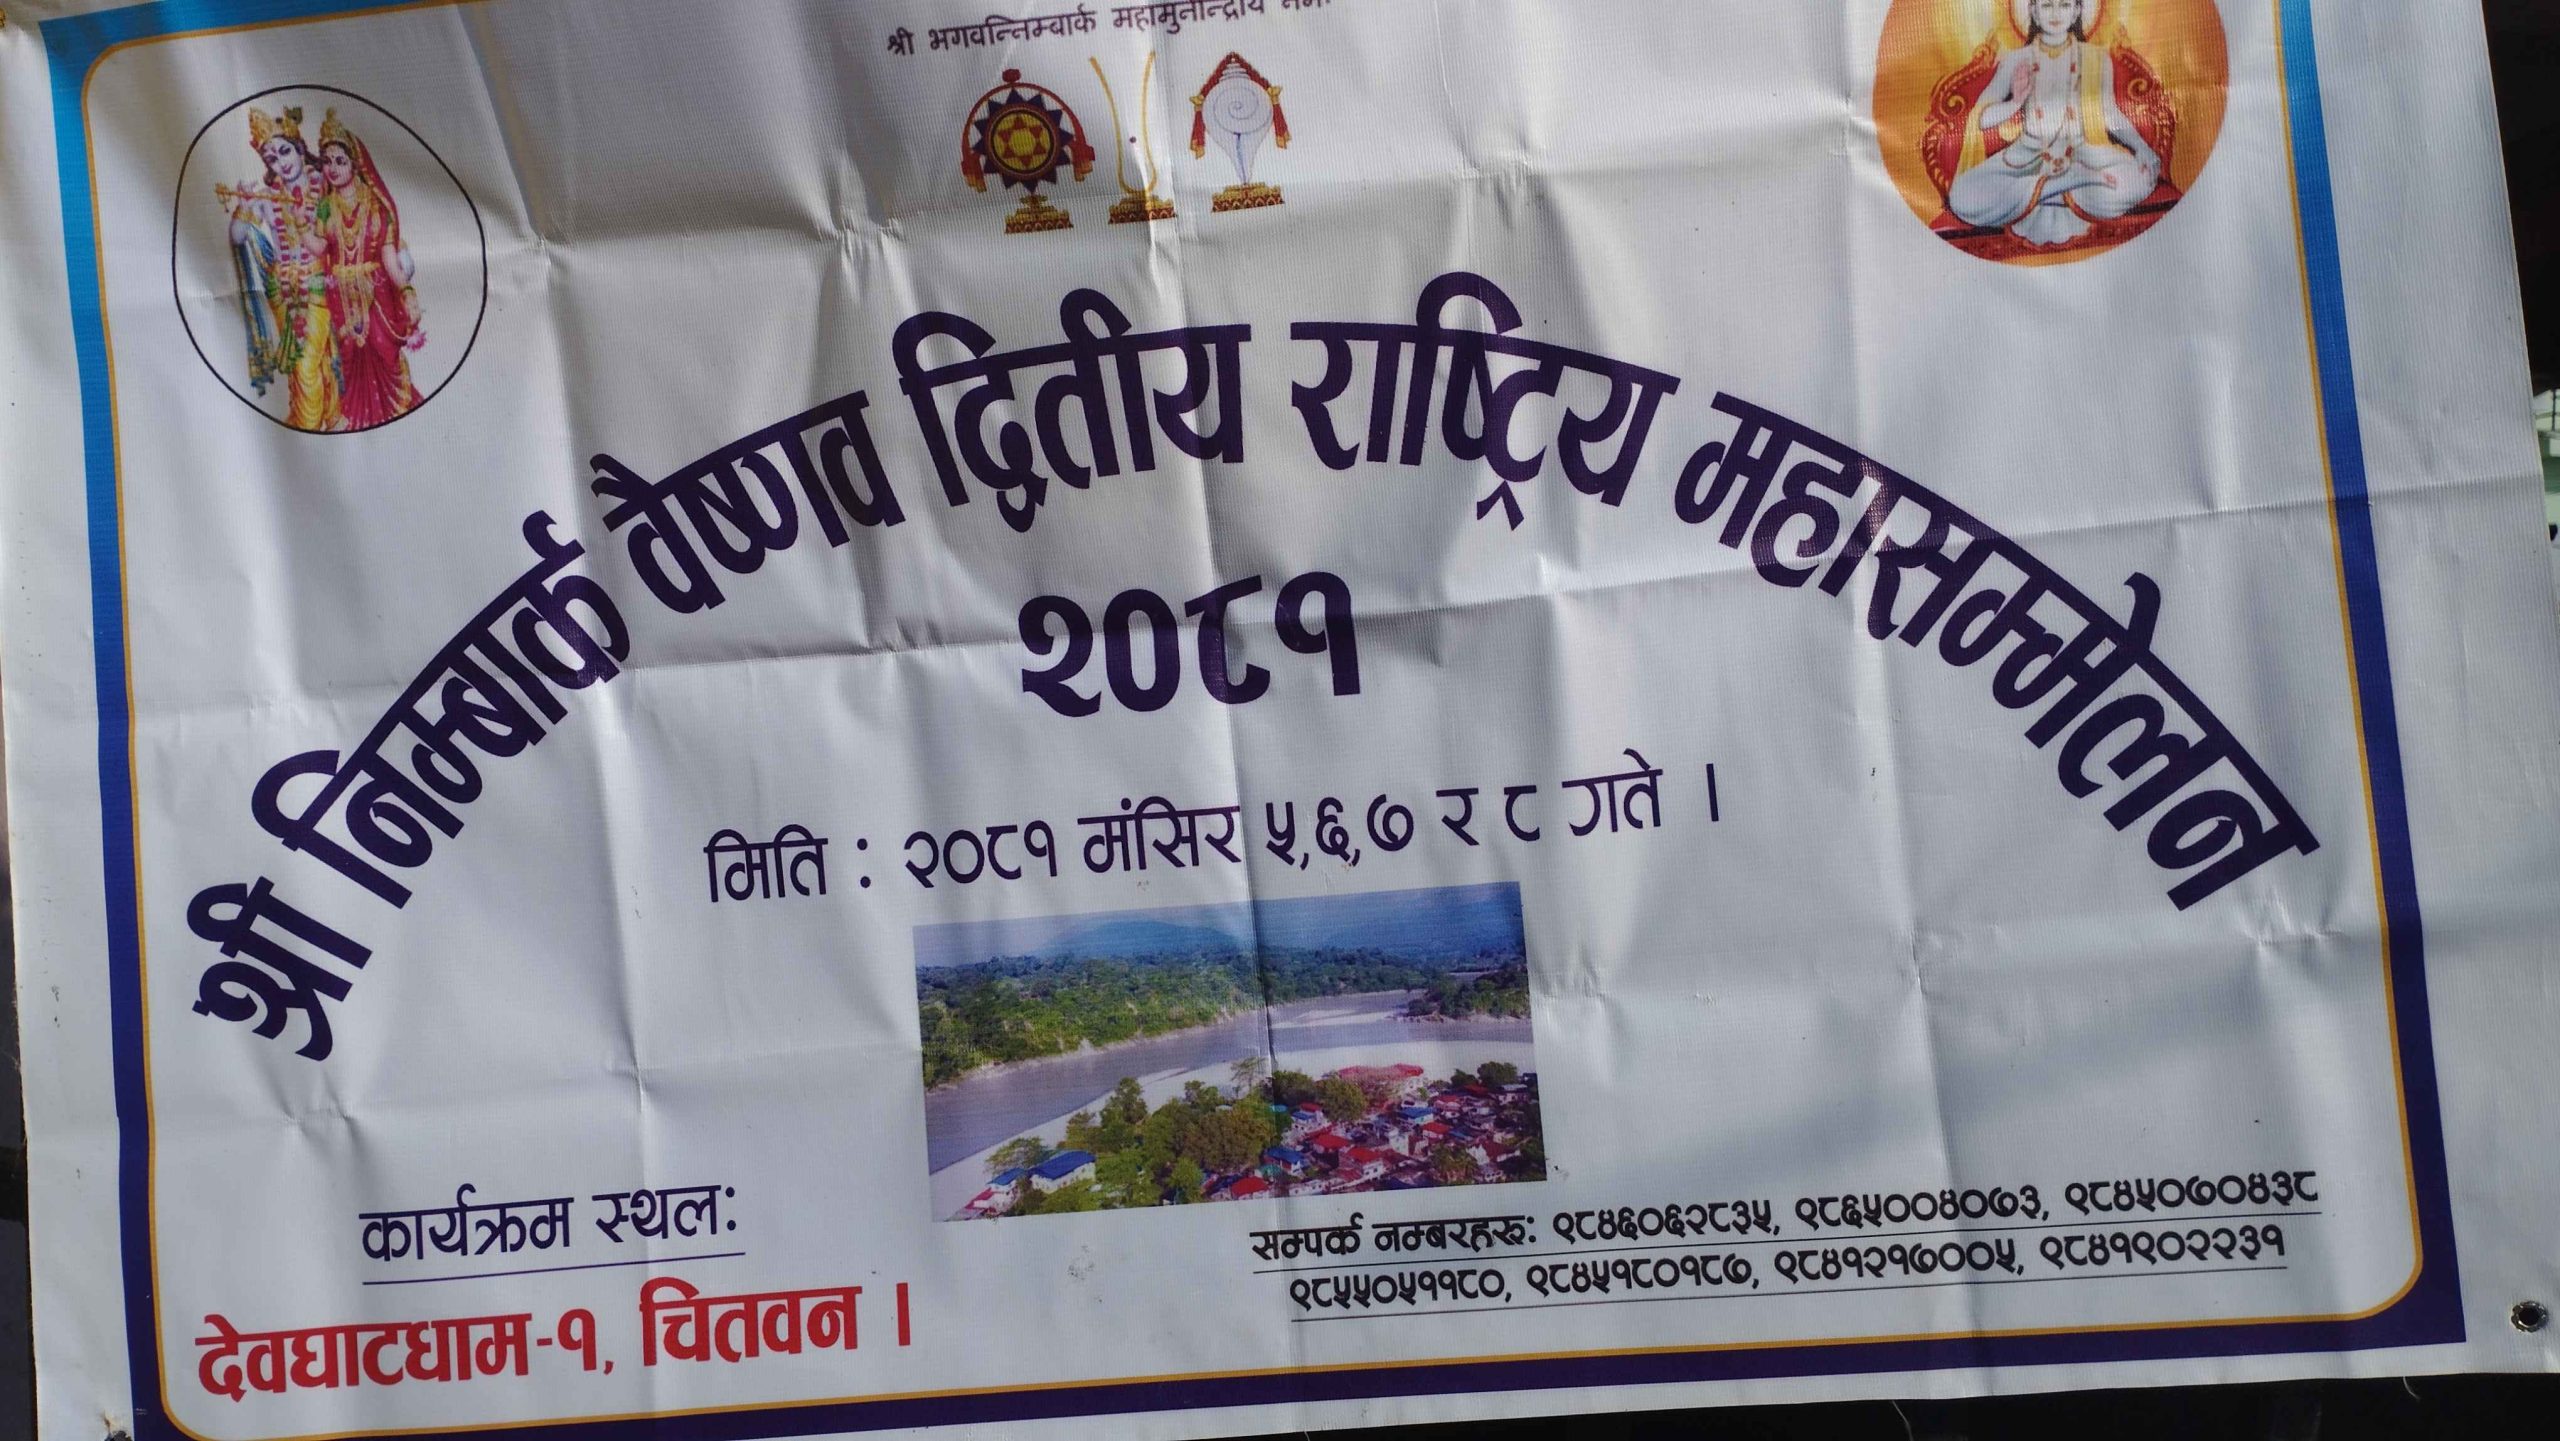 श्री भगवन्निम्बार्क महामुनीन्द्राय नमः
श्री निम्बार्क वैष्णव द्वितीय राष्ट्रिय महासम्मेलन
२०८१
मिति : २०८१ मंसिर ५,६,७ र ८ गते ।
कार्यक्रम स्थल:
देवघाटधाम-१, चितवन ।
सम्पर्क नम्बरहरू: ९८४६०६२८३५, ९८६५००४०७३, ९८४५०७०४३८
९८५५०५११८०, ९८४५१८०१८७, ९८४१२१७००५, ९८४१९०२२३१